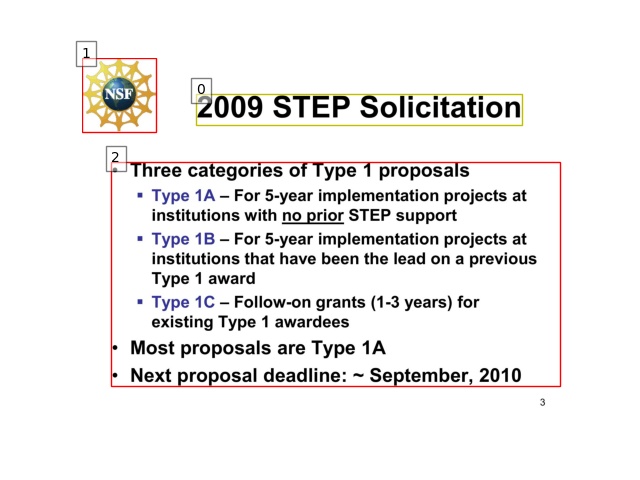 1
NSF
0
2009 STEP Solicitation
2
• Three categories of Type 1 proposals
▪ Type 1A – For 5-year implementation projects at
institutions with no prior STEP support
▪ Type 1B – For 5-year implementation projects at
institutions that have been the lead on a previous
Type 1 award
▪ Type 1C – Follow-on grants (1-3 years) for
existing Type 1 awardees
• Most proposals are Type 1A
• Next proposal deadline: ~ September, 2010
3